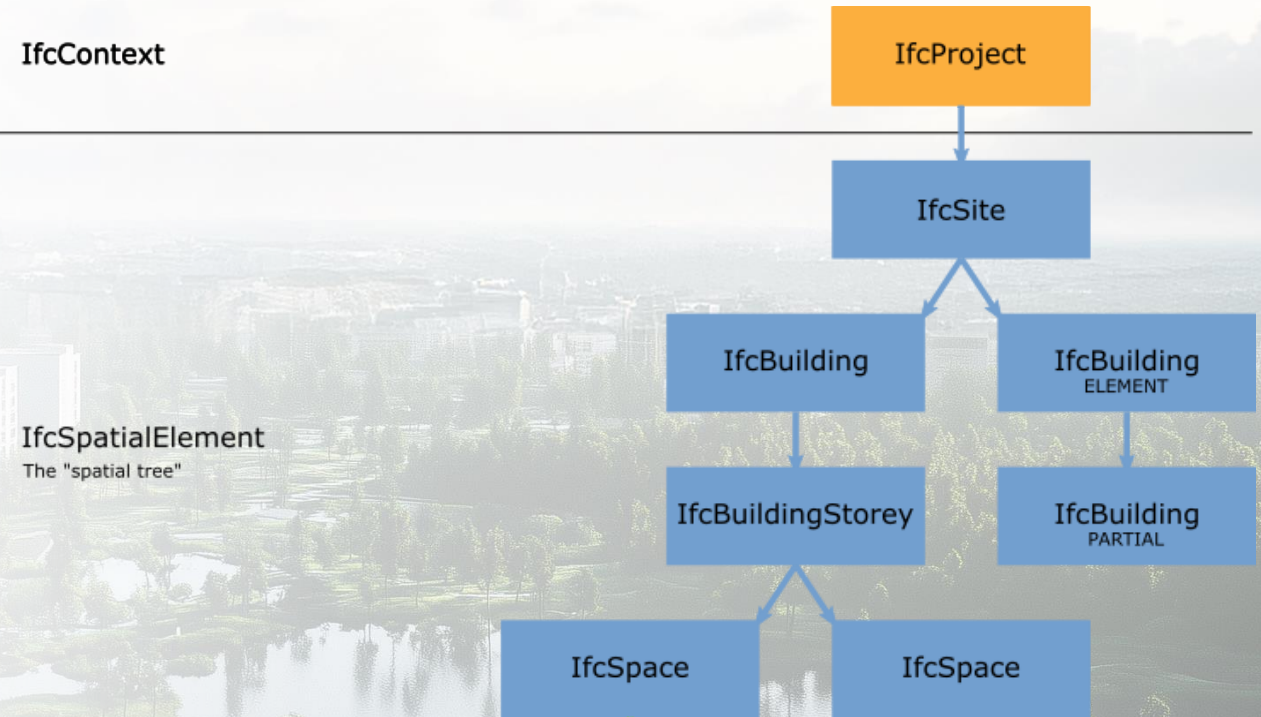 IfcContext
IfcProject
IfcSite
IfcBuilding
IfcBuilding
ELEMENT
IfcSpatialElement
The "spatial tree"
IfcBuildingStorey
IfcBuilding
PARTIAL
IfcSpace
IfcSpace